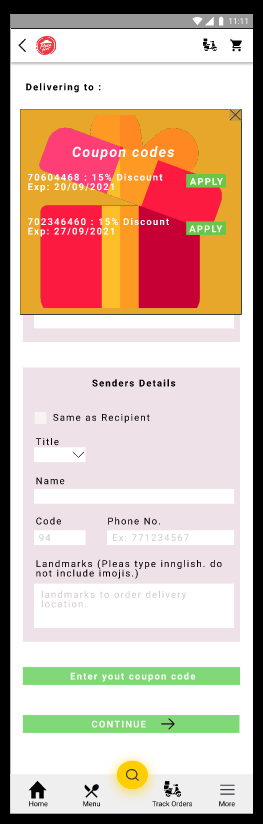 11:11
Delivering to :
Coupon codes
70604468 : 15% Discount
Exp: 20/09/2021
APPLY
702346460 : 15% Discount
Exp: 27/09/2021
APPLY
Senders Details
Same as Recipient
Title
Name
Code Phone No.
94 Ex: 771234567
Landmarks (Pleas type innglish. do
not include imojis.)
landmarks to order delivery
location.
Enter yout coupon code
CONTINUE
Home Menu Track Orders More